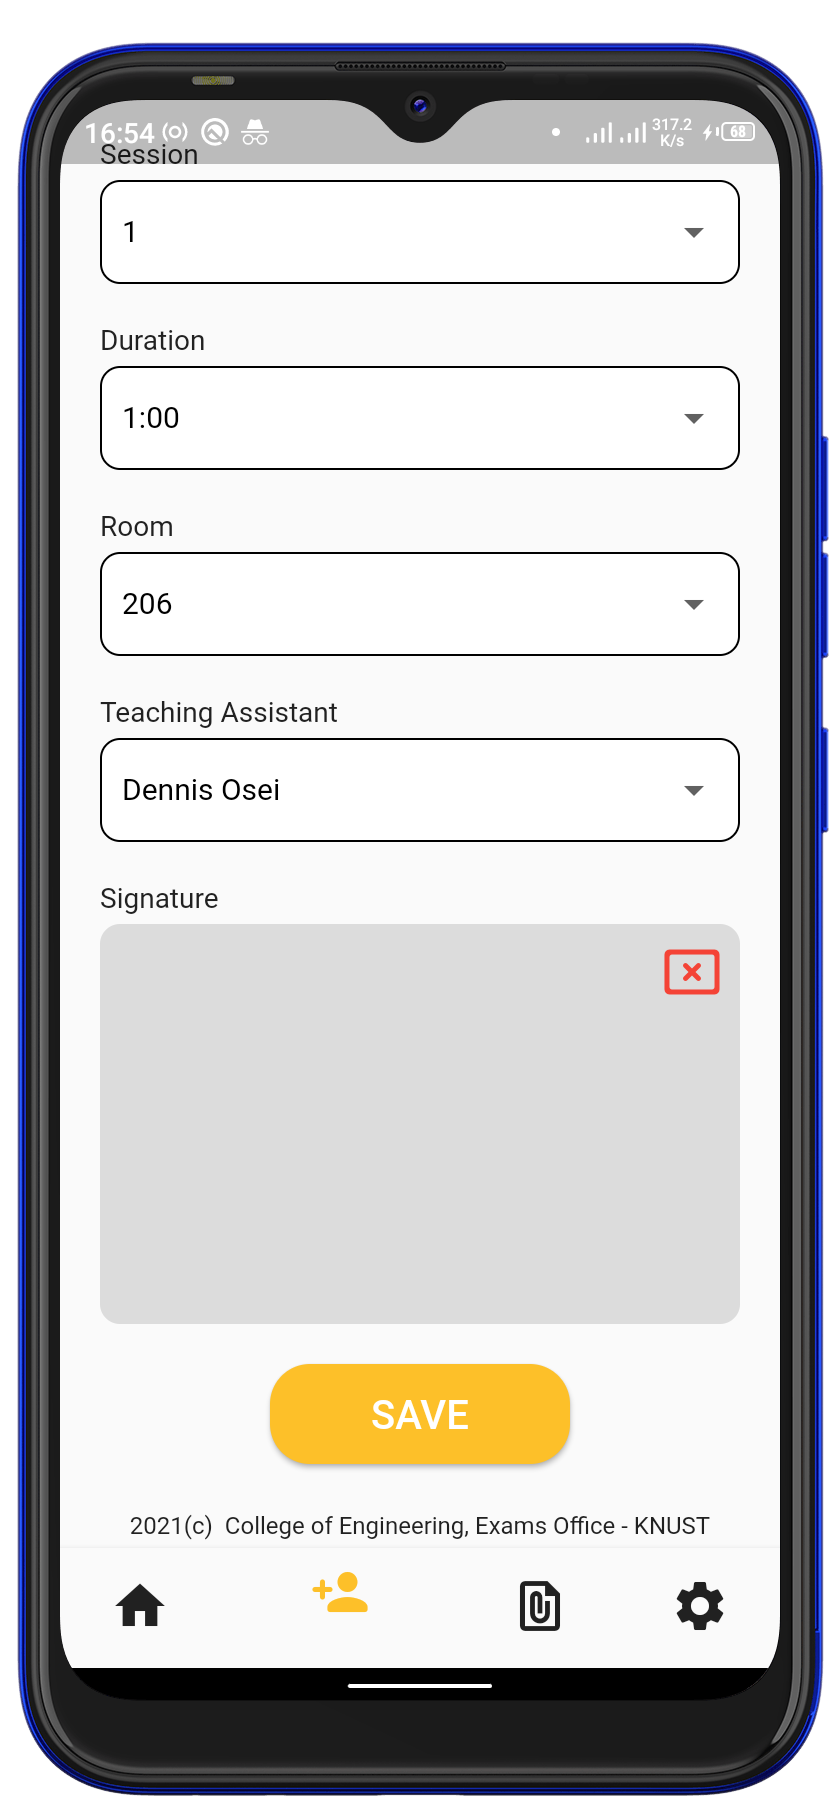 16:54
317.2
K/s
68
Session
1
Duration
1:00
Room
206
Teaching Assistant
Dennis Osei
Signature
SAVE
2021(c)  College of Engineering, Exams Office - KNUST